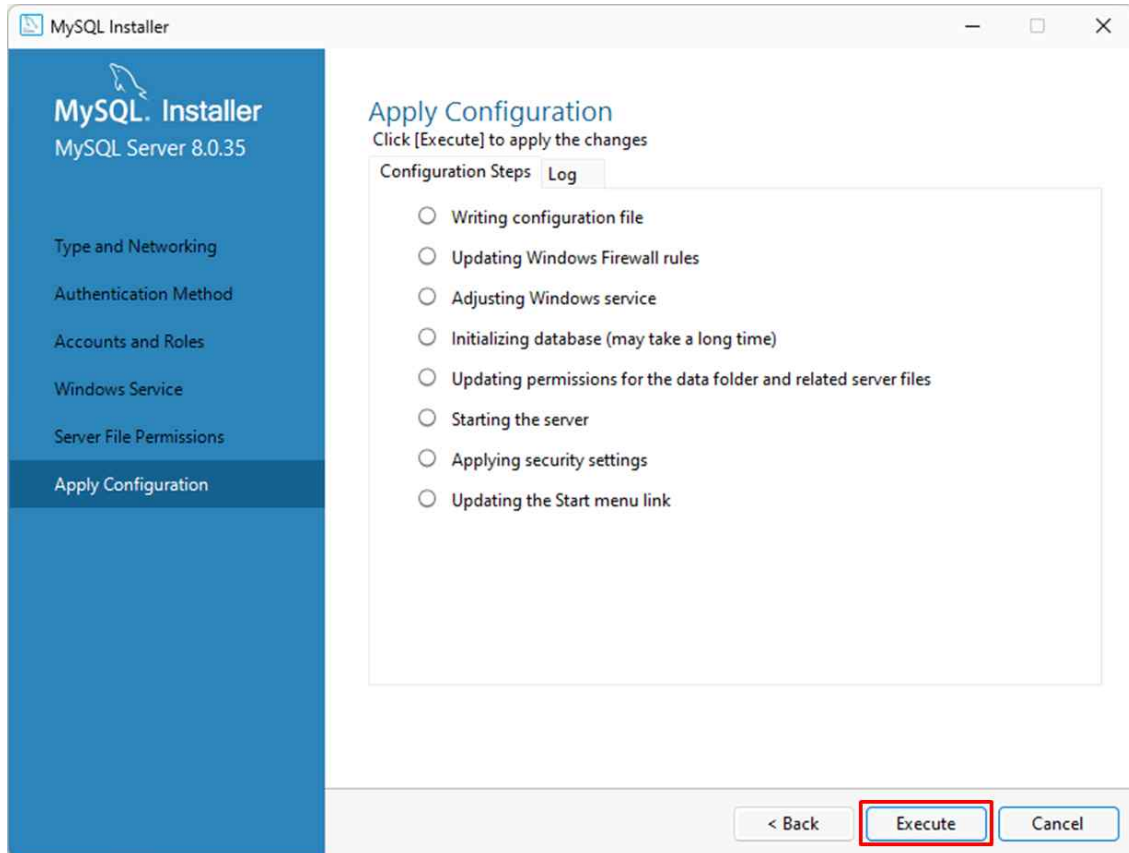 MySQL Installer
MySQL. Installer
MySQL Server 8.0.35
Type and Networking
Authentication Method
Accounts and Roles
Windows Service
Server File Permissions
Apply Configuration
Apply Configuration
Click [Execute] to apply the changes
Configuration Steps
Log
Writing configuration file
Updating Windows Firewall rules
Adjusting Windows service
Initializing database (may take a long time)
Updating permissions for the data folder and related server files
Starting the server
Applying security settings
Updating the Start menu link
< Back
Execute
Cancel